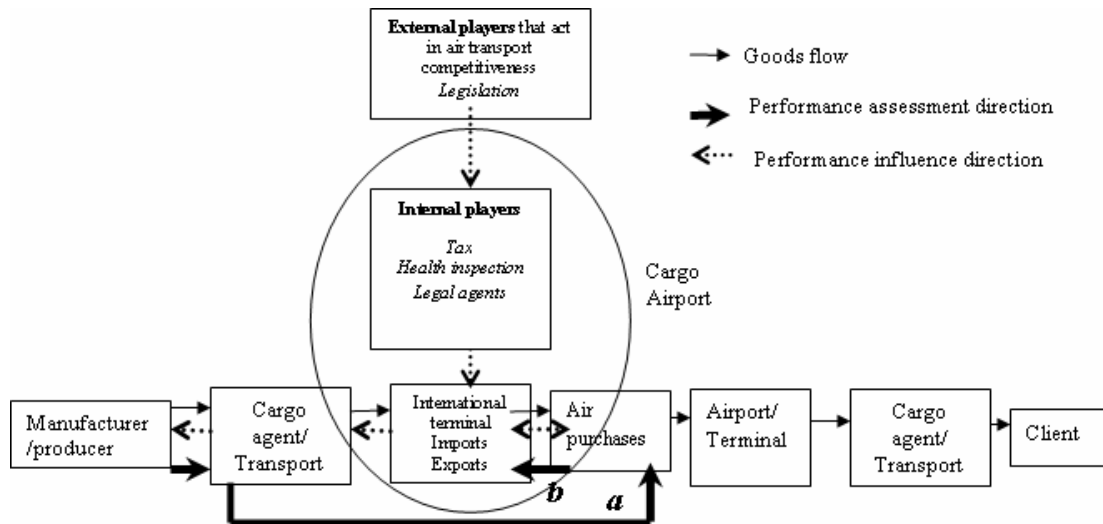 External players that act
in air transport
competitiveness
Legislation
Goods flow
Performance assessment direction
Performance influence direction
Internal players
Tax
Health inspection
Legal agents
Cargo
Airport
Manufacturer
/producer
Cargo
agent/
Transport
International
terminal
Imports
Exports
Air
purchases
Airport/
Terminal
Cargo
agent/
Transport
Client
b
a